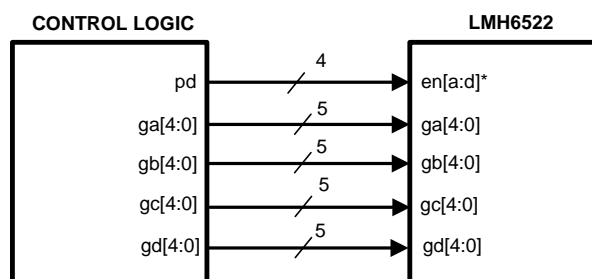 CONTROL LOGIC
LMH6522
pd
4
en[a:d]*
ga[4:0]
5
ga[4:0]
gb[4:0]
5
gb[4:0]
gc[4:0]
5
gc[4:0]
gd[4:0]
5
gd[4:0]